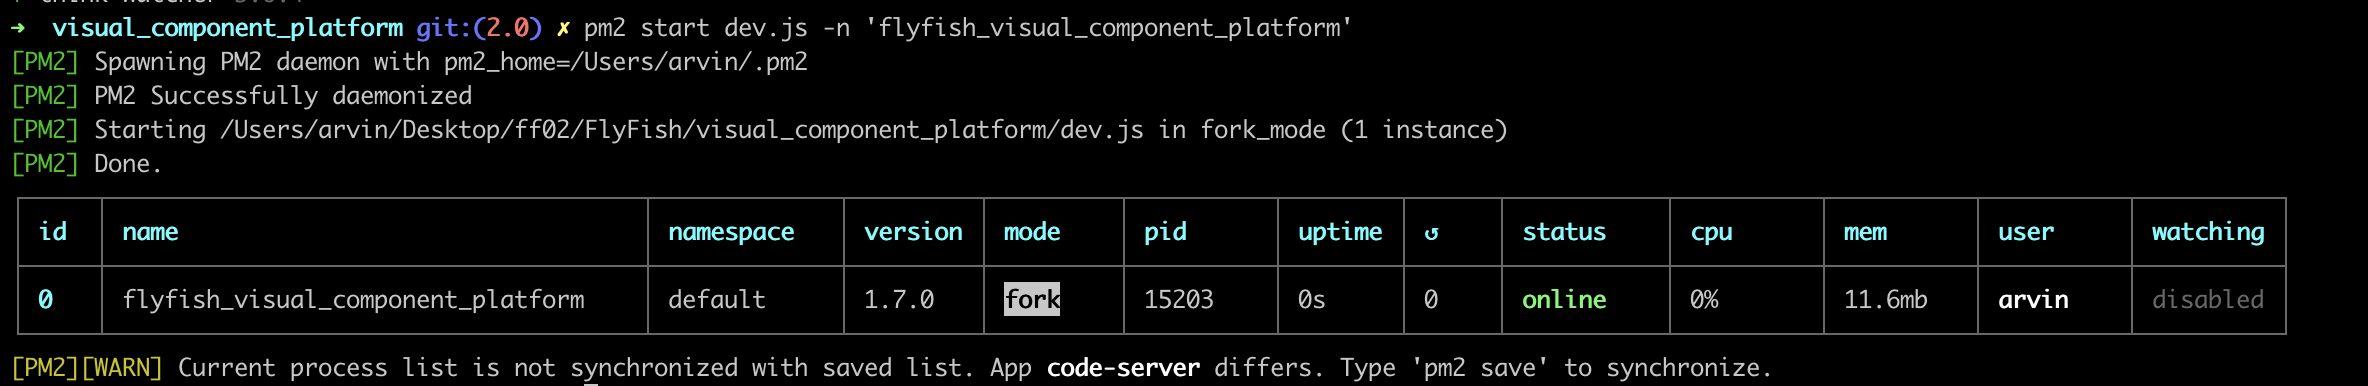 ➜  visual_component_platform git:(2.0) ✗ pm2 start dev.js -n 'flyfish_visual_component_platform'
[PM2] Spawning PM2 daemon with pm2_home=/Users/arvin/.pm2
[PM2] PM2 Successfully daemonized
[PM2] Starting /Users/arvin/Desktop/ff02/FlyFish/visual_component_platform/dev.js in fork_mode (1 instance)
[PM2] Done.
id name namespace version mode pid uptime ↺ status cpu mem user watching
0 flyfish_visual_component_platform default 1.7.0 fork 15203 0s 0 online 0% 11.6mb arvin disabled
[PM2][WARN] Current process list is not synchronized with saved list. App code-server differs. Type 'pm2 save' to synchronize.